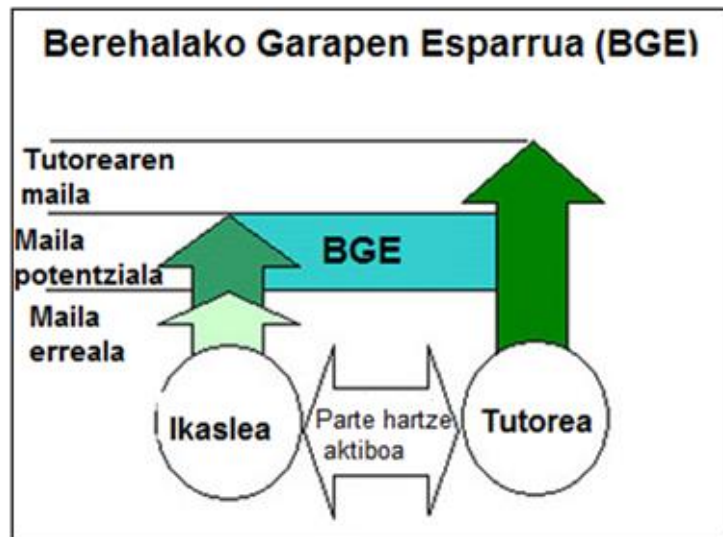 Berehalako Garapen Esparrua (BGE)
Tutorearen
maila
Maila
potentziala
BGE
Maila
erreala
Ikaslea
Parte hartze
aktiboa
Tutorea